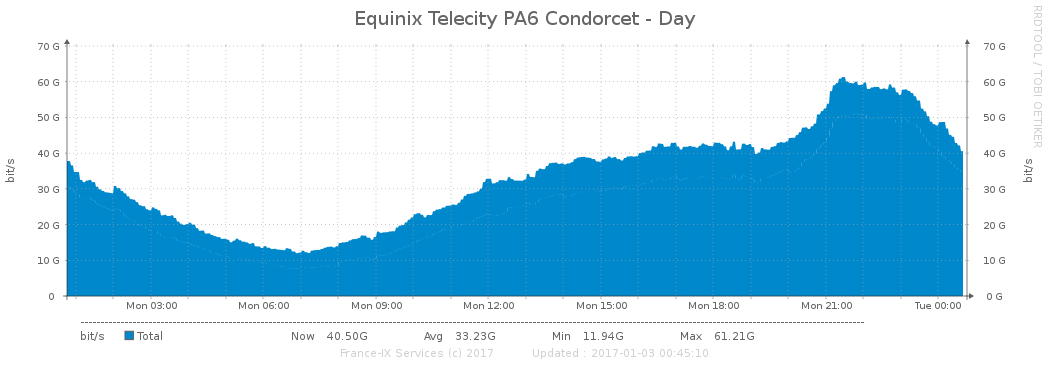 Equinix Telecity PA6 Condorcet - Day
RRDTOOL / TOBI OETIKER
70 G
70 G
60 G
60 G
50 G
50 G
40 G
40 G
30 G
30 G
20 G
20 G
10 G
10 G
0
0 G
bit/s
bit/s
Mon 03:00 Mon 06:00 Mon 09:00 Mon 12:00 Mon 15:00 Mon 18:00 Mon 21:00 Tue 00:00
bit/s Total Now 40.50G Avg 33.23G Min 11.94G Max 61.21G
France-IX Services (c) 2017 Updated : 2017-01-03 00:45:10